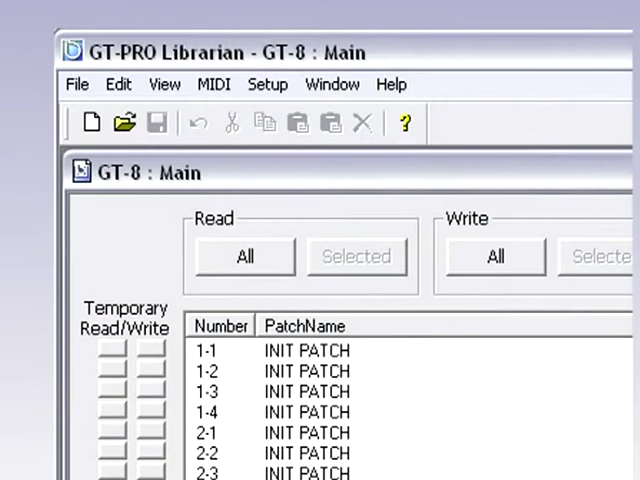 GT-PRO Librarian - GT-8 : Main
File Edit View MIDI Setup Window Help
?
GT-8 : Main
Read Write
All Selected All Selecte
Temporary
Read/Write
Number PatchName
1-1 INIT PATCH
1-2 INIT PATCH
1-3 INIT PATCH
1-4 INIT PATCH
2-1 INIT PATCH
2-2 INIT PATCH
2-3 INIT PATCH